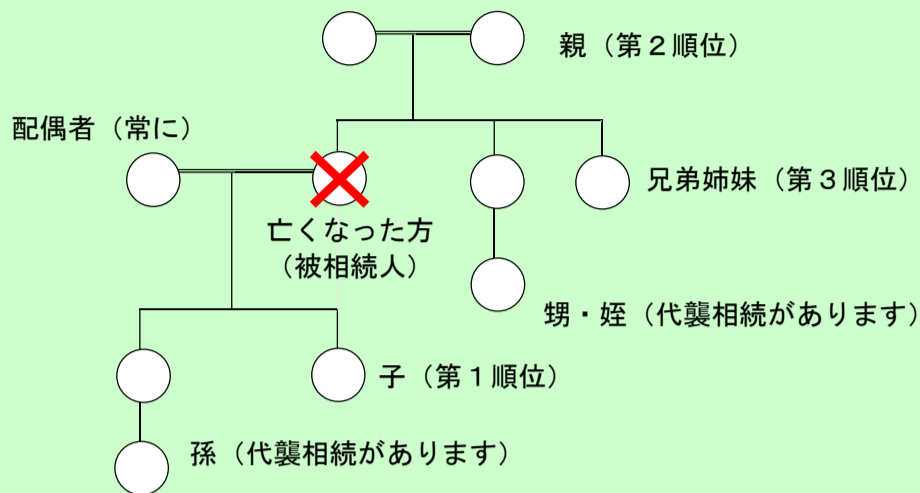 親（第２順位）
配偶者（常に）
兄弟姉妹（第３順位）
亡くなった方
（被相続人）
甥・姪（代襲相続があります）
子（第１順位）
孫（代襲相続があります）